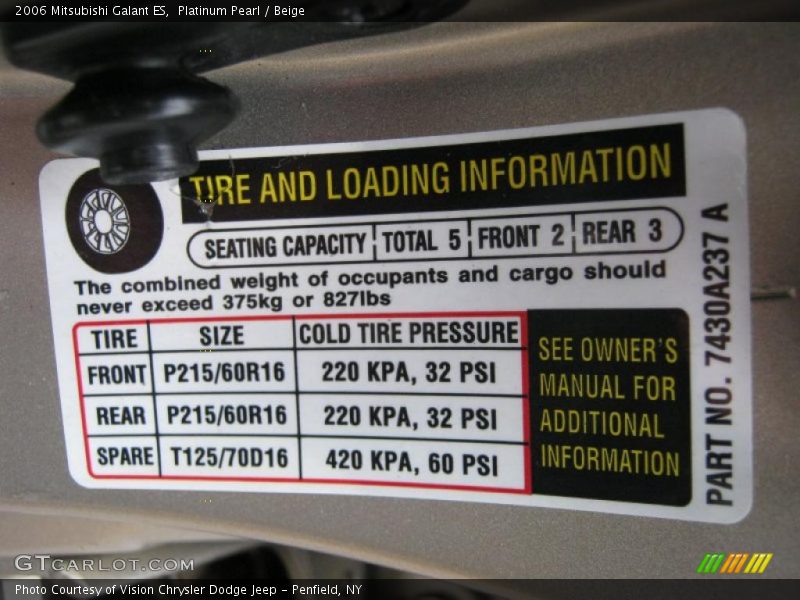 2006 Mitsubishi Galant ES,  Platinum Pearl / Beige
TIRE AND LOADING INFORMATION
SEATING CAPACITY TOTAL 5 FRONT 2 REAR 3
The combined weight of occupants and cargo should
never exceed 375kg or 827lbs
TIRE SIZE COLD TIRE PRESSURE
FRONT P215/60R16 220 KPA, 32 PSI
REAR P215/60R16 220 KPA, 32 PSI
SPARE T125/70D16 420 KPA, 60 PSI
SEE OWNER'S
MANUAL FOR
ADDITIONAL
INFORMATION
PART NO. 7430A237 A
GTCARLOT.COM
Photo Courtesy of Vision Chrysler Dodge Jeep – Penfield, NY